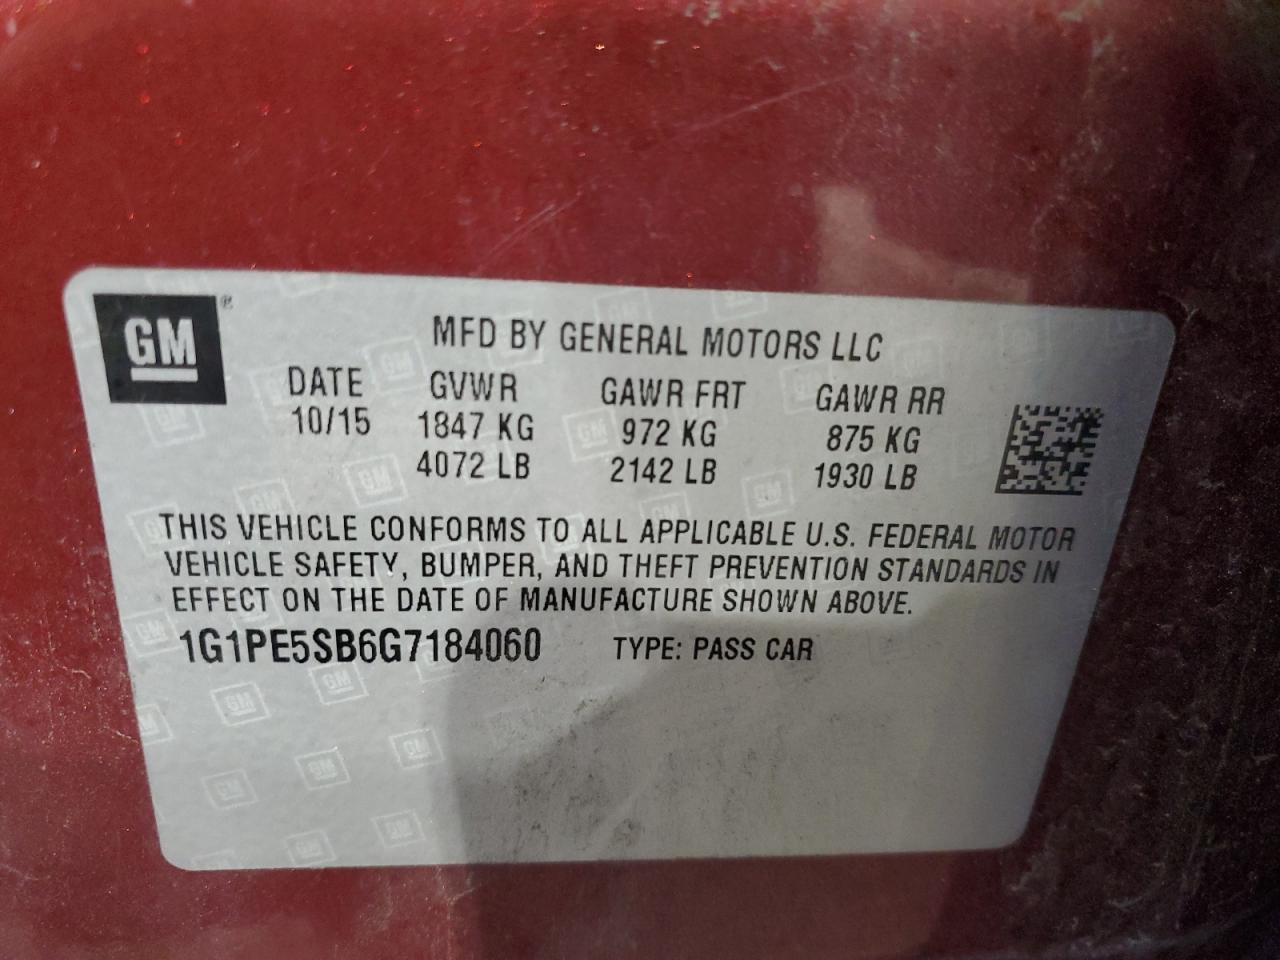 GM®
MFD BY GENERAL MOTORS LLC
DATE GVWR GAWR FRT GAWR RR
10/15 1847 KG 972 KG 875 KG
4072 LB 2142 LB 1930 LB
THIS VEHICLE CONFORMS TO ALL APPLICABLE U.S. FEDERAL MOTOR
VEHICLE SAFETY, BUMPER, AND THEFT PREVENTION STANDARDS IN
EFFECT ON THE DATE OF MANUFACTURE SHOWN ABOVE.
1G1PE5SB6G7184060 TYPE: PASS CAR